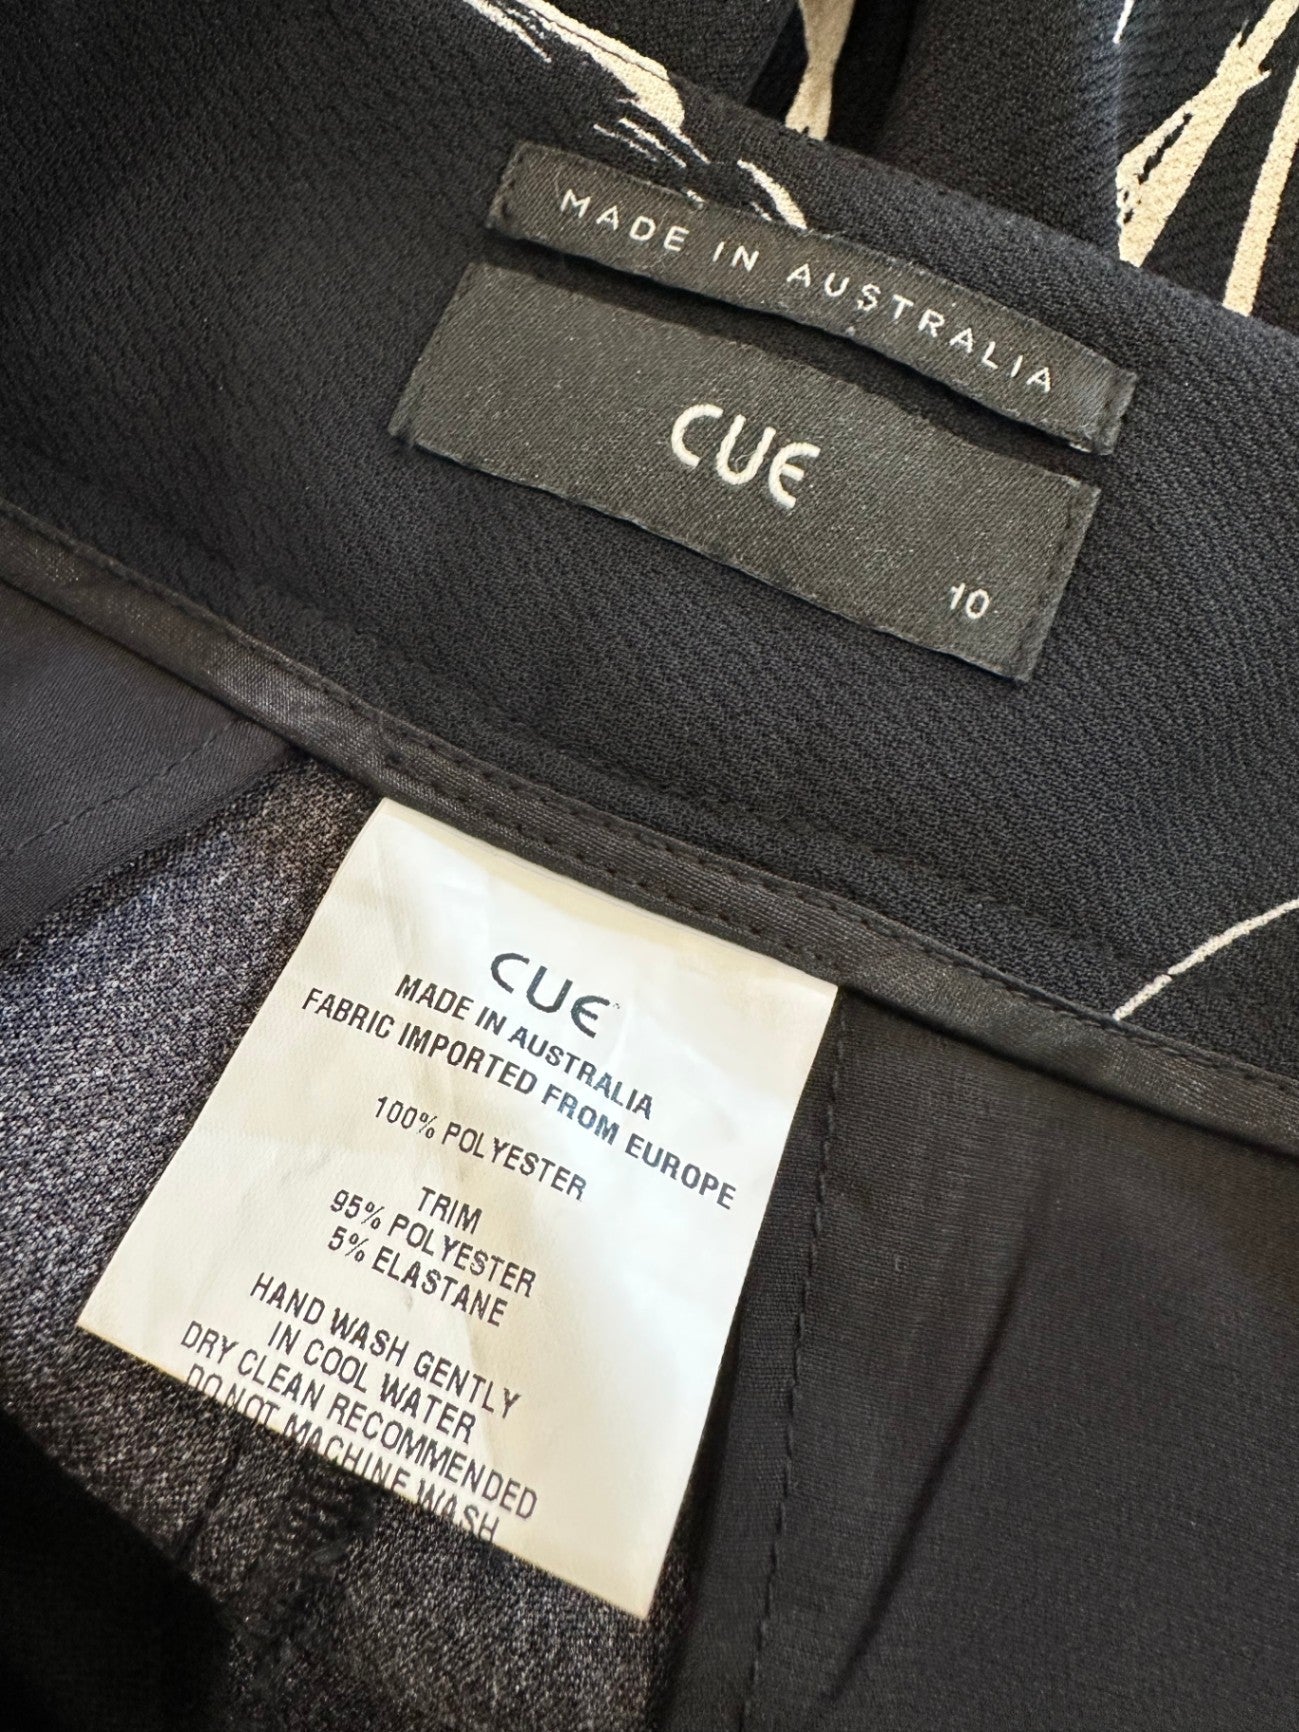 MADE IN AUSTRALIA
CUE
10
CUE
MADE IN AUSTRALIA
FABRIC IMPORTED FROM EUROPE
100% POLYESTER
TRIM
95% POLYESTER
5% ELASTANE
HAND WASH GENTLY
IN COOL WATER
DRY CLEAN RECOMMENDED
DO NOT MACHINE WASH